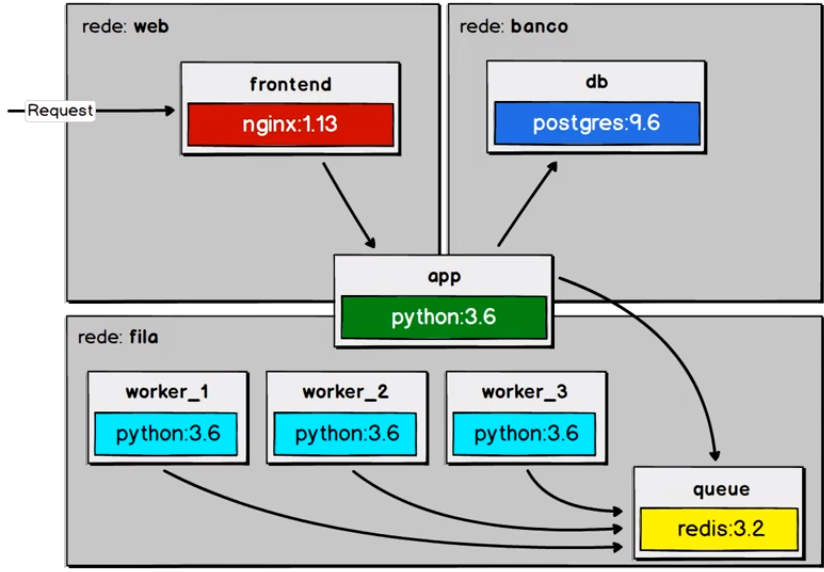 rede: web
rede: banco
frontend
db
Request
nginx:1.13
postgres:9.6
app
python:3.6
rede: fila
worker_1
worker_2
worker_3
python:3.6
python:3.6
python:3.6
queue
redis:3.2